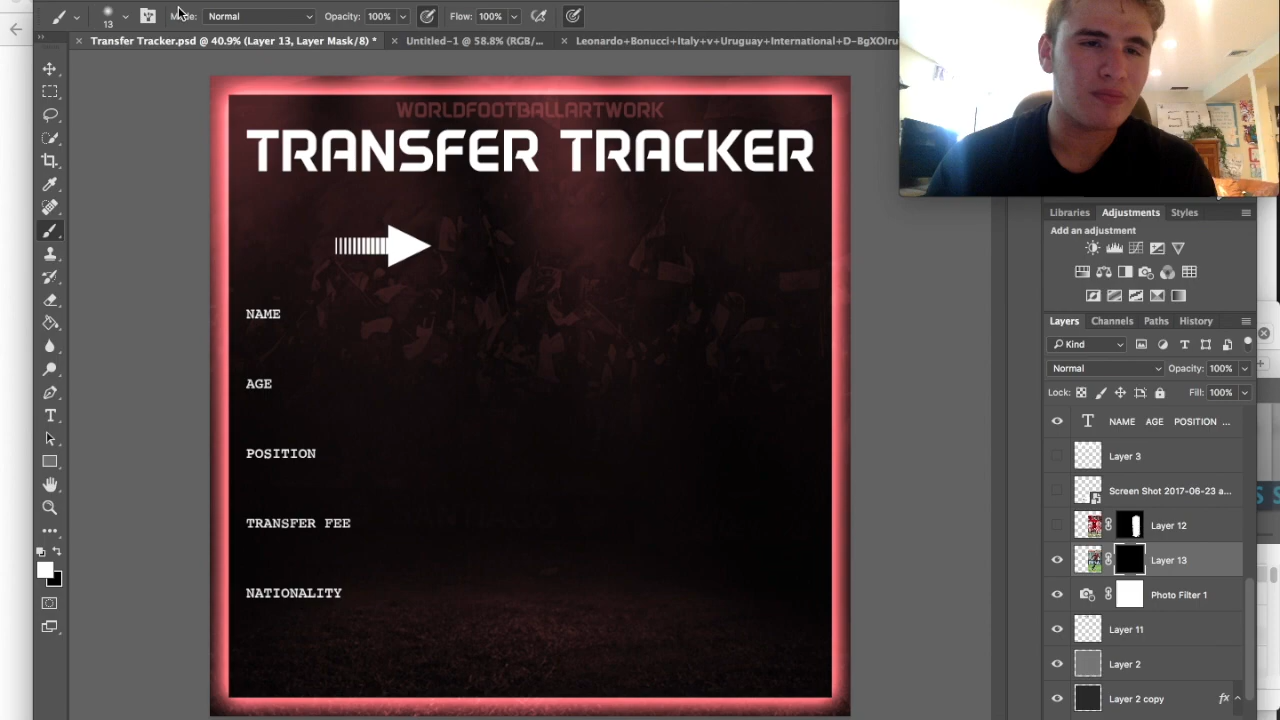 13
Mode:
Normal
Opacity: 100%
Flow: 100%
Transfer Tracker.psd @ 40.9% (Layer 13, Layer Mask/8) *
Untitled-1 @ 58.8% (RGB/...
Leonardo+Bonucci+Italy+v+Uruguay+International+D-BgXOIru
WORLDFOOTBALLARTWORK
TRANSFER TRACKER
NAME
AGE
POSITION
TRANSFER FEE
NATIONALITY
Libraries
Adjustments
Styles
Add an adjustment
Layers
Channels
Paths
History
Kind
Normal
Opacity: 100%
Lock:
Fill: 100%
NAME AGE POSITION ...
Layer 3
Screen Shot 2017-06-23 a...
Layer 12
Layer 13
Photo Filter 1
Layer 11
Layer 2
Layer 2 copy
fx